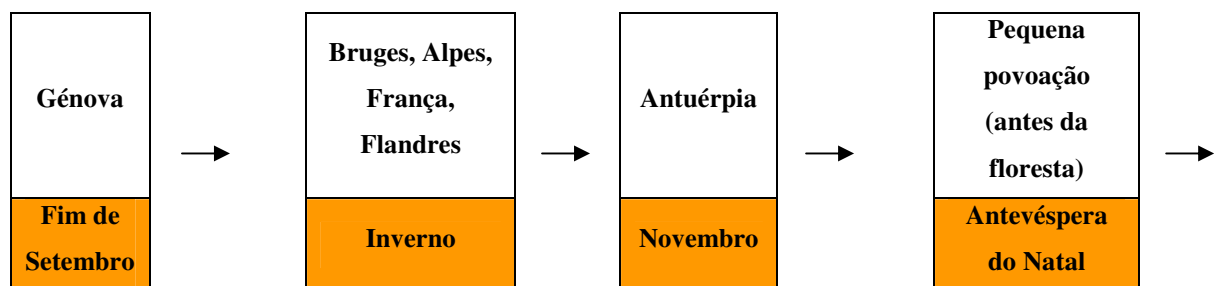 Génova
Fim de
Setembro
Bruges, Alpes,
França,
Flandres
Inverno
Antuérpia
Novembro
Pequena
povoação
(antes da
floresta)
Antevéspera
do Natal